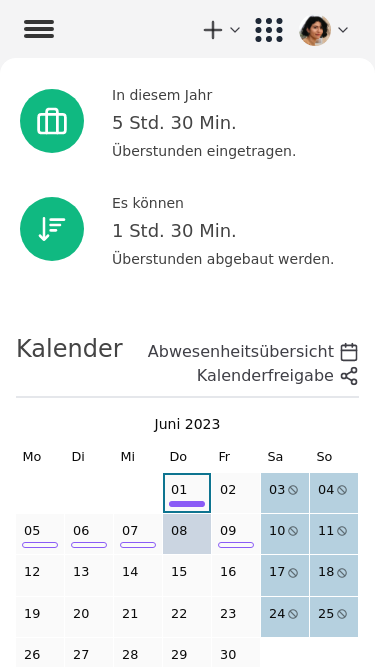 In diesem Jahr
5 Std. 30 Min.
Überstunden eingetragen.
Es können
1 Std. 30 Min.
Überstunden abgebaut werden.
Kalender
Abwesenheitsübersicht
Kalenderfreigabe
Juni 2023
Mo Di Mi Do Fr Sa So
01 02 03 04
05 06 07 08 09 10 11
12 13 14 15 16 17 18
19 20 21 22 23 24 25
26 27 28 29 30